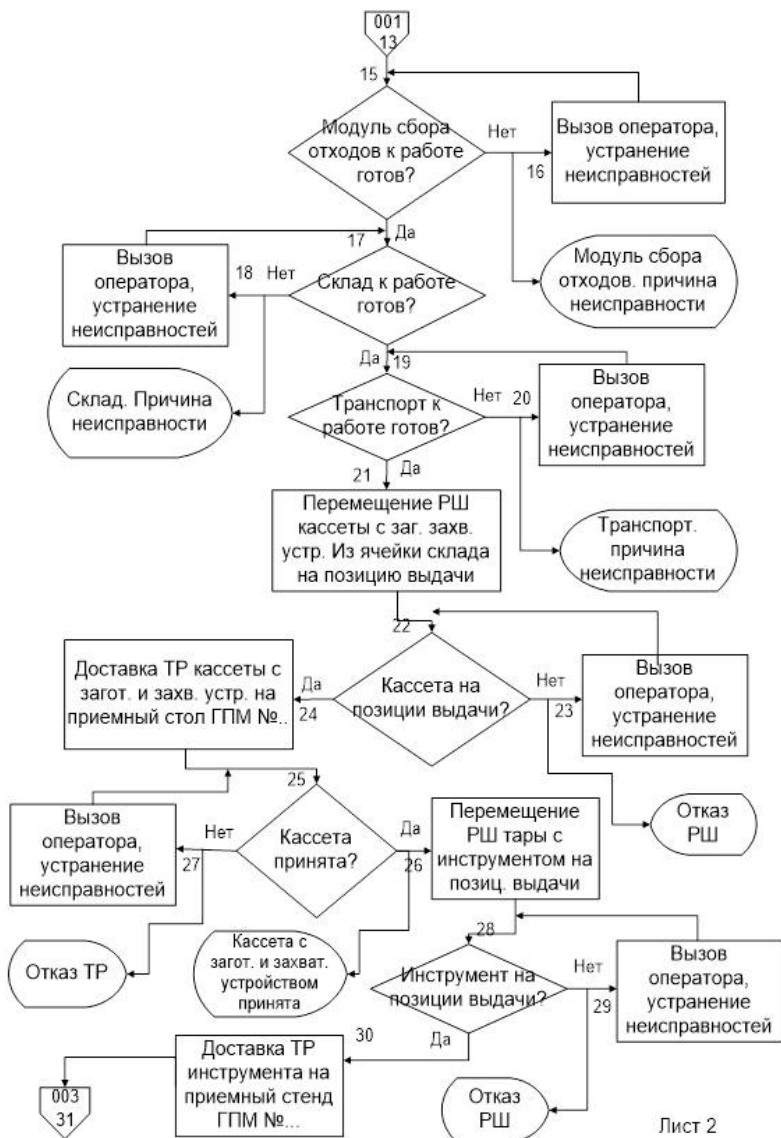 001
13
15
Модуль сбора
отходов к работе
готов?
Нет
16
Вызов оператора,
устранение
неисправностей
Модуль сбора
отходов. причина
неисправности
17
Да
Вызов
оператора,
устранение
неисправностей
18
Нет
Склад к работе
готов?
Склад. Причина
неисправности
Да
19
Транспорт к
работе готов?
Нет
20
Вызов
оператора,
устранение
неисправностей
Транспорт.
причина
неисправности
21
Да
Перемещение РШ
кассеты с заг. захв.
устр. Из ячейки склада
на позицию выдачи
22
Кассета на
позиции выдачи?
Нет
23
Вызов
оператора,
устранение
неисправностей
Отказ
РШ
Да
24
Доставка ТР кассеты с
загот. и захв. устр. на
приемный стол ГПМ №..
25
Кассета
принята?
Нет
27
Вызов
оператора,
устранение
неисправностей
Отказ ТР
Да
26
Кассета с
загот. и захват.
устройством
принята
Перемещение
РШ тары с
инструментом на
позиц. выдачи
28
Инструмент на
позиции выдачи?
Нет
29
Вызов
оператора,
устранение
неисправностей
Отказ
РШ
30
Да
Доставка ТР
инструмента на
приемный стенд
ГПМ №...
003
31
Лист 2